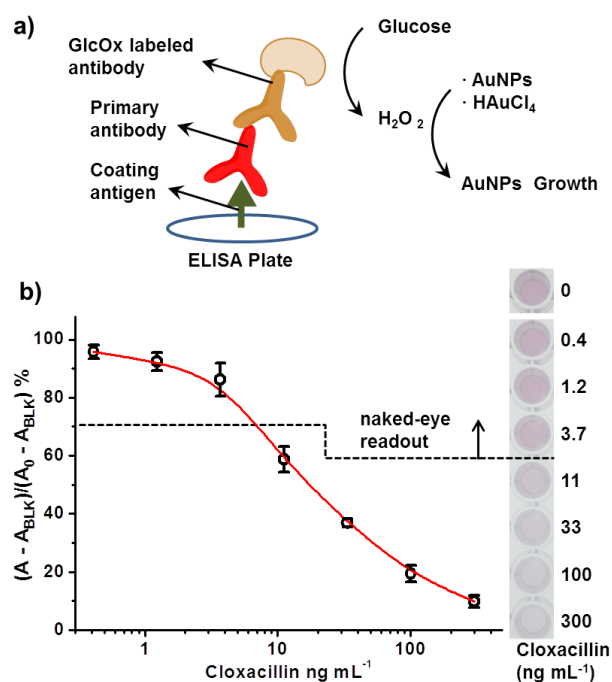 a)
GlcOx labeled
antibody
Primary
antibody
Coating
antigen
ELISA Plate
Glucose
H₂O₂
· AuNPs
· HAuCl₄
AuNPs Growth
b)
(A - A_BLK)/(A₀ - A_BLK) %
100
80
60
40
20
0
1
10
100
Cloxacillin ng mL⁻¹
naked-eye
readout
0
0.4
1.2
3.7
11
33
100
300
Cloxacillin
(ng mL⁻¹)